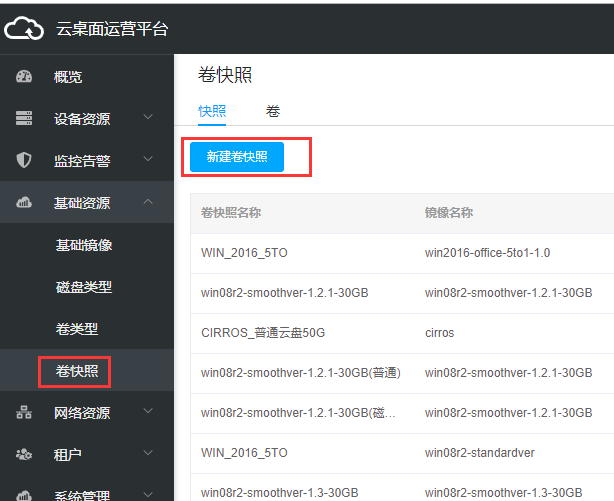 云桌面运营平台
概览
设备资源
监控告警
基础资源
基础镜像
磁盘类型
卷类型
卷快照
网络资源
租户
系统管理
卷快照
快照 卷
新建卷快照
卷快照名称 镜像名称
WIN_2016_5TO win2016-office-5to1-1.0
win08r2-smoothver-1.2.1-30GB win08r2-smoothver-1.2.1-30GB
CIRROS_普通云盘50G cirros
win08r2-smoothver-1.2.1-30GB(普通) win08r2-smoothver-1.2.1-30GB
win08r2-smoothver-1.2.1-30GB(磁... win08r2-smoothver-1.2.1-30GB
WIN_2016_5TO win08r2-standardver
win08r2-smoothver-1.3-30GB win08r2-smoothver-1.3-30GB